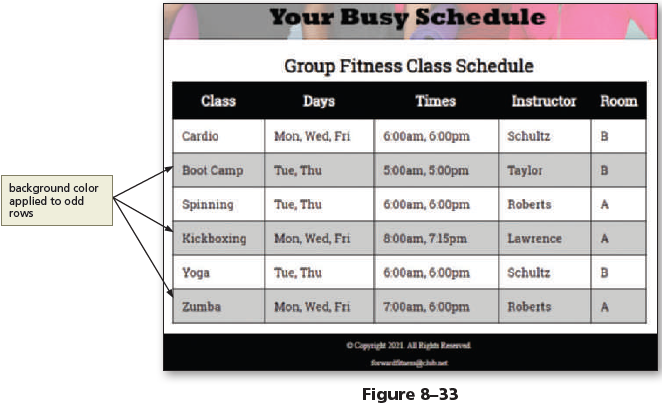 Your Busy Schedule
Group Fitness Class Schedule
Class Days Times Instructor Room
Cardio Mon, Wed, Fri 6:00am, 6:00pm Schultz B
Boot Camp Tue, Thu 5:00am, 5:00pm Taylor B
background color
applied to odd
rows
Spinning Tue, Thu 6:00am, 6:00pm Roberts A
Kickboxing Mon, Wed, Fri 8:00am, 7:15pm Lawrence A
Yoga Tue, Thu 6:00am, 6:00pm Schultz B
Zumba Mon, Wed, Fri 7:00am, 6:00pm Roberts A
© Copyright 2021. All Rights Reserved.
forwardfitness@club.net
Figure 8–33